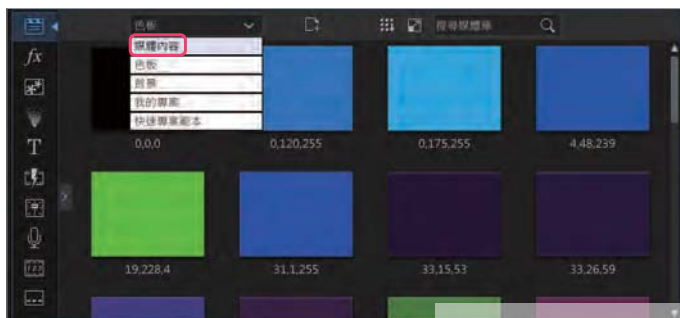 色板
搜尋媒體庫
媒體內容
色板
背景
我的專案
快速專案範本
fx
T
0,0,0
0,120,255
0,175,255
4,48,239
19,228,4
31,1,255
33,15,53
33,26,59